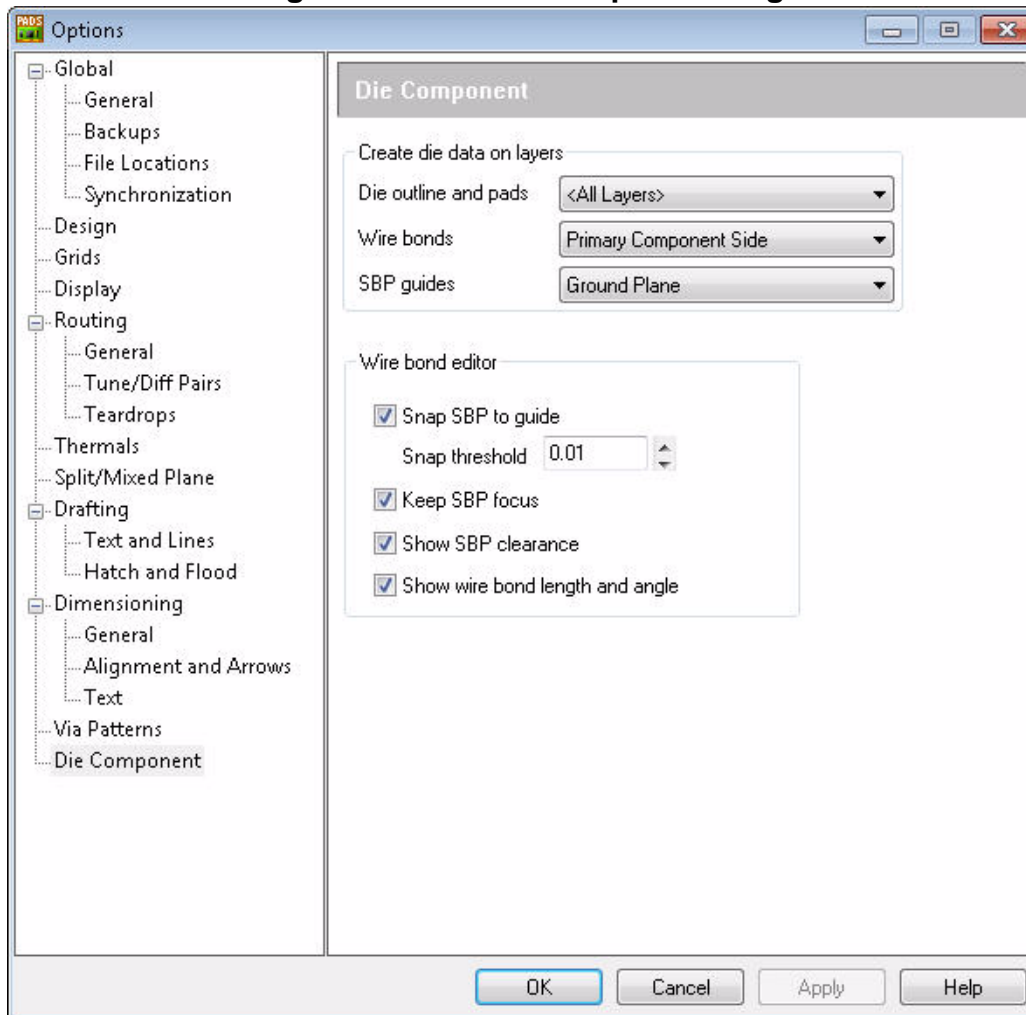 PADS
Options
Global
General
Backups
File Locations
Synchronization
Design
Grids
Display
Routing
General
Tune/Diff Pairs
Teardrops
Thermals
Split/Mixed Plane
Drafting
Text and Lines
Hatch and Flood
Dimensioning
General
Alignment and Arrows
Text
Via Patterns
Die Component
Die Component
Create die data on layers
Die outline and pads <All Layers>
Wire bonds Primary Component Side
SBP guides Ground Plane
Wire bond editor
Snap SBP to guide
Snap threshold 0.01
Keep SBP focus
Show SBP clearance
Show wire bond length and angle
OK Cancel Apply Help